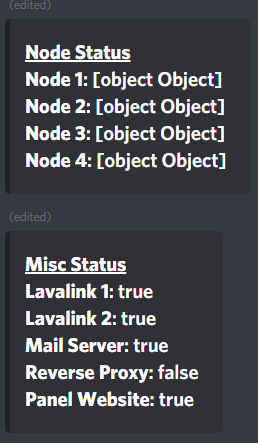 (edited)
Node Status
Node 1: [object Object]
Node 2: [object Object]
Node 3: [object Object]
Node 4: [object Object]
(edited)
Misc Status
Lavalink 1: true
Lavalink 2: true
Mail Server: true
Reverse Proxy: false
Panel Website: true